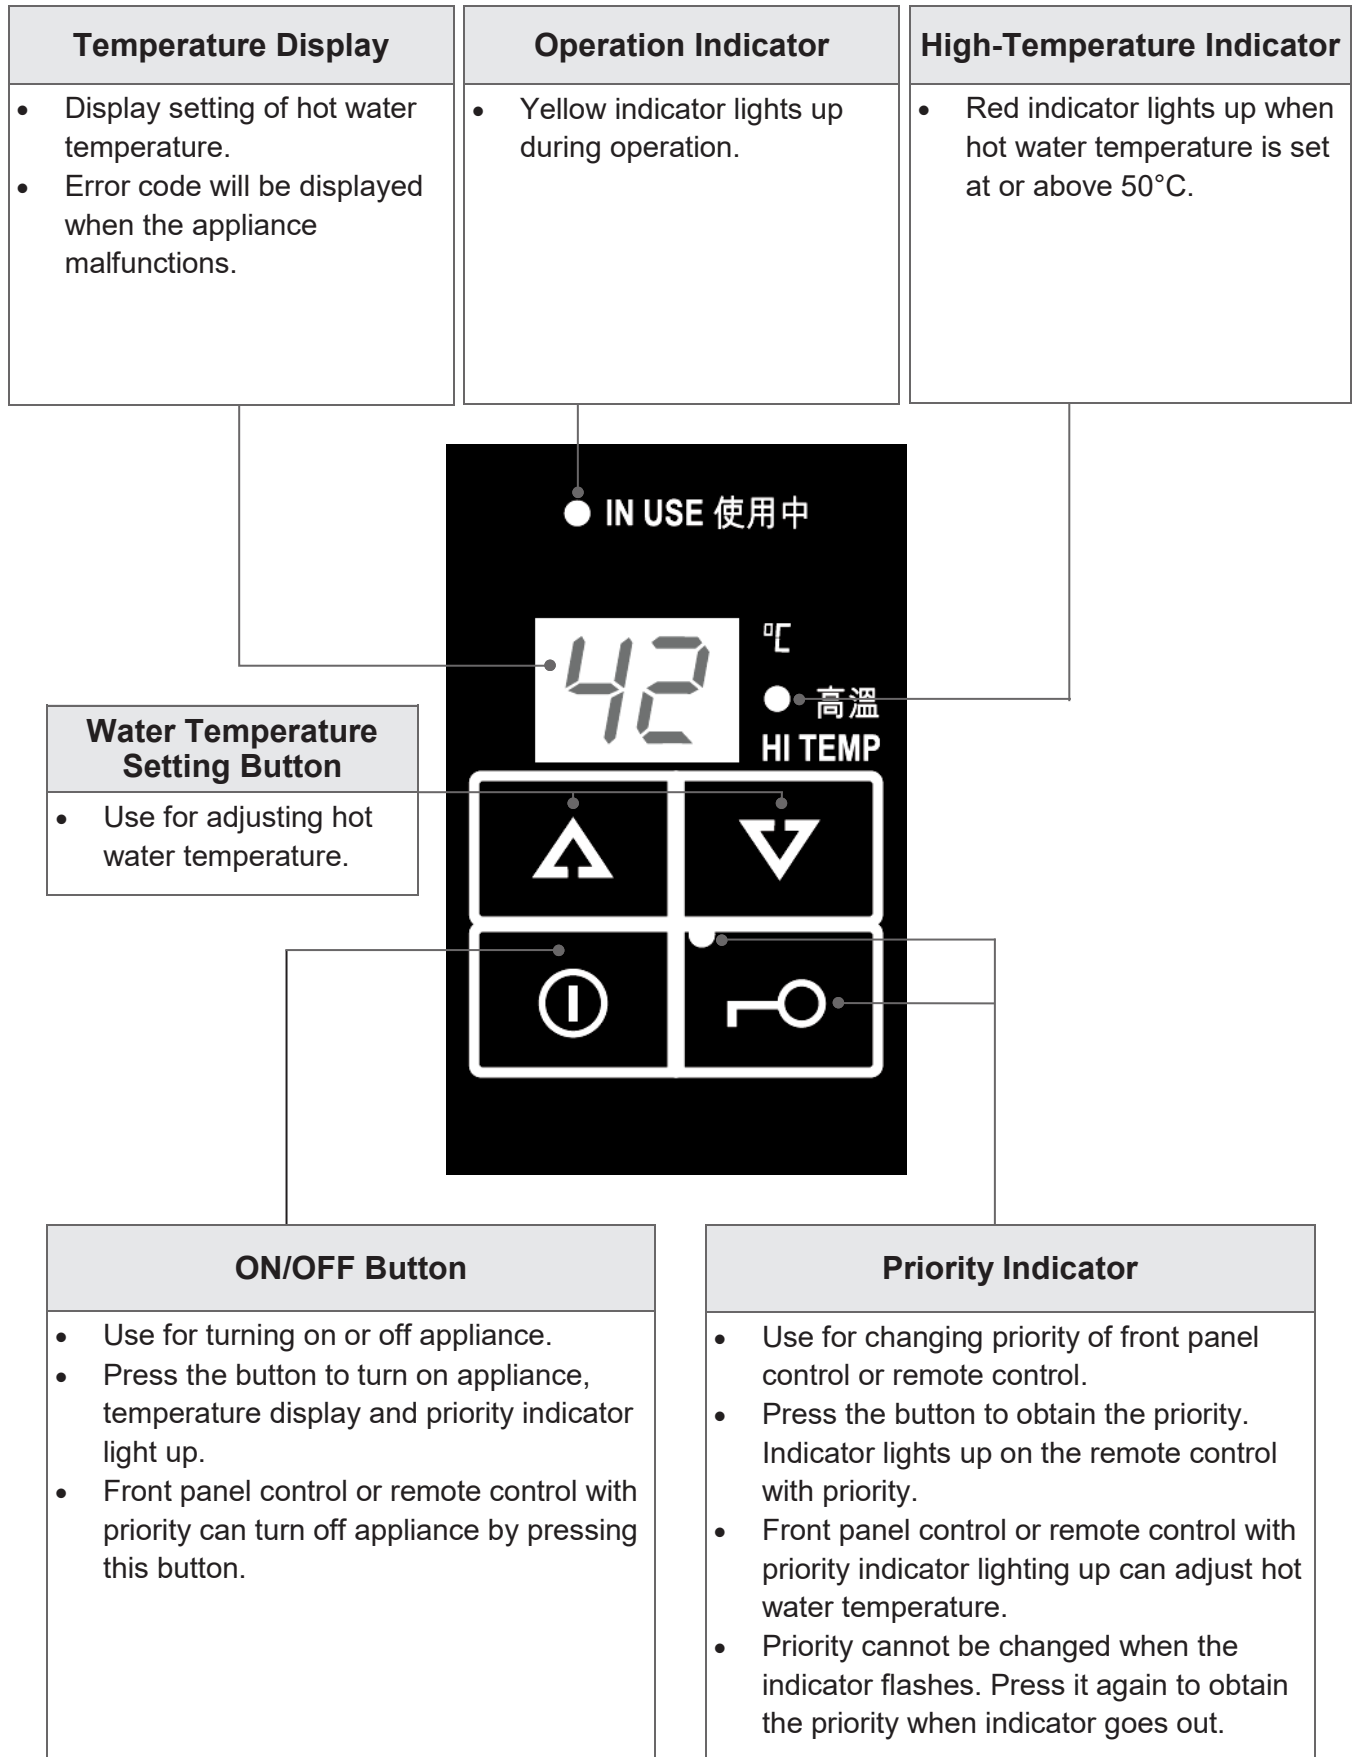 Temperature Display
• Display setting of hot water
temperature.
• Error code will be displayed
when the appliance
malfunctions.
Operation Indicator
• Yellow indicator lights up
during operation.
High-Temperature Indicator
• Red indicator lights up when
hot water temperature is set
at or above 50°C.
IN USE 使用中
42
℃
高溫
HI TEMP
Water Temperature
Setting Button
• Use for adjusting hot
water temperature.
ON/OFF Button
• Use for turning on or off appliance.
• Press the button to turn on appliance,
temperature display and priority indicator
light up.
• Front panel control or remote control with
priority can turn off appliance by pressing
this button.
Priority Indicator
• Use for changing priority of front panel
control or remote control.
• Press the button to obtain the priority.
Indicator lights up on the remote control
with priority.
• Front panel control or remote control with
priority indicator lighting up can adjust hot
water temperature.
• Priority cannot be changed when the
indicator flashes. Press it again to obtain
the priority when indicator goes out.